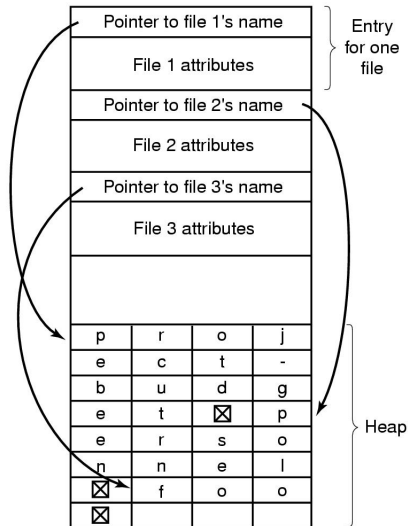 Pointer to file 1's name
Entry
for one
file
File 1 attributes
Pointer to file 2's name
File 2 attributes
Pointer to file 3's name
File 3 attributes
p r o j
e c t -
b u d g
e t ☒ p
e r s o
n n e l
☒ f o o
☒
Heap